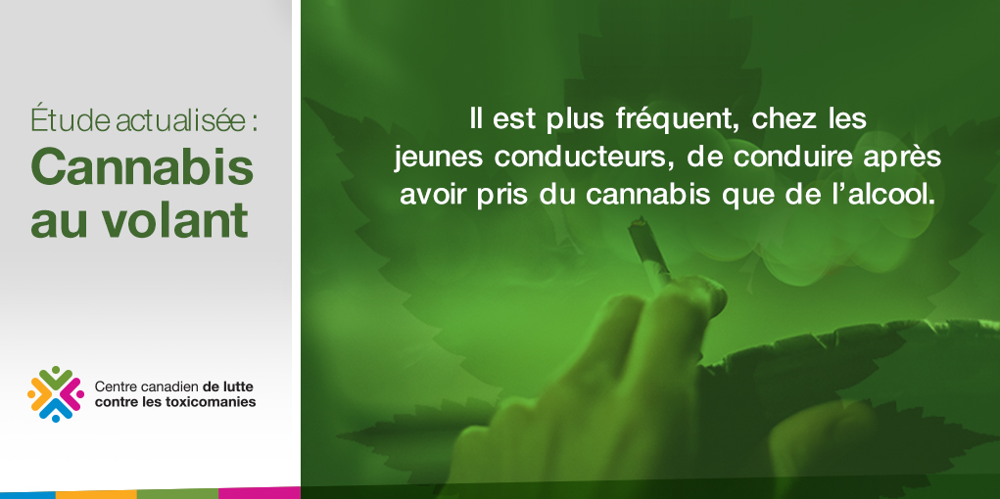 Étude actualisée :
Cannabis
au volant
Il est plus fréquent, chez les
jeunes conducteurs, de conduire après
avoir pris du cannabis que de l’alcool.
Centre canadien de lutte
contre les toxicomanies